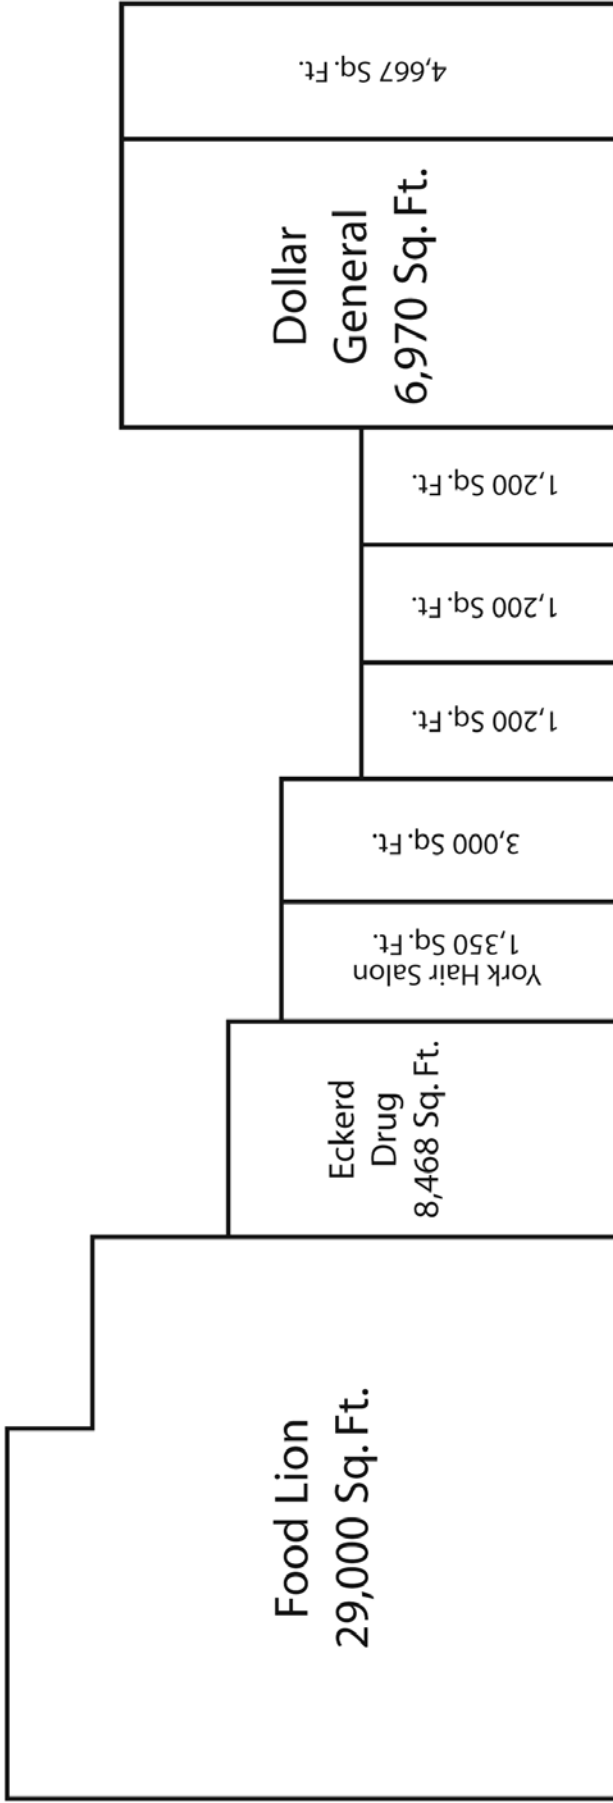 4,667 Sq. Ft.
Dollar
General
6,970 Sq. Ft.
1,200 Sq. Ft.
1,200 Sq. Ft.
1,200 Sq. Ft.
3,000 Sq. Ft.
York Hair Salon
1,350 Sq. Ft.
Eckerd
Drug
8,468 Sq. Ft.
Food Lion
29,000 Sq. Ft.